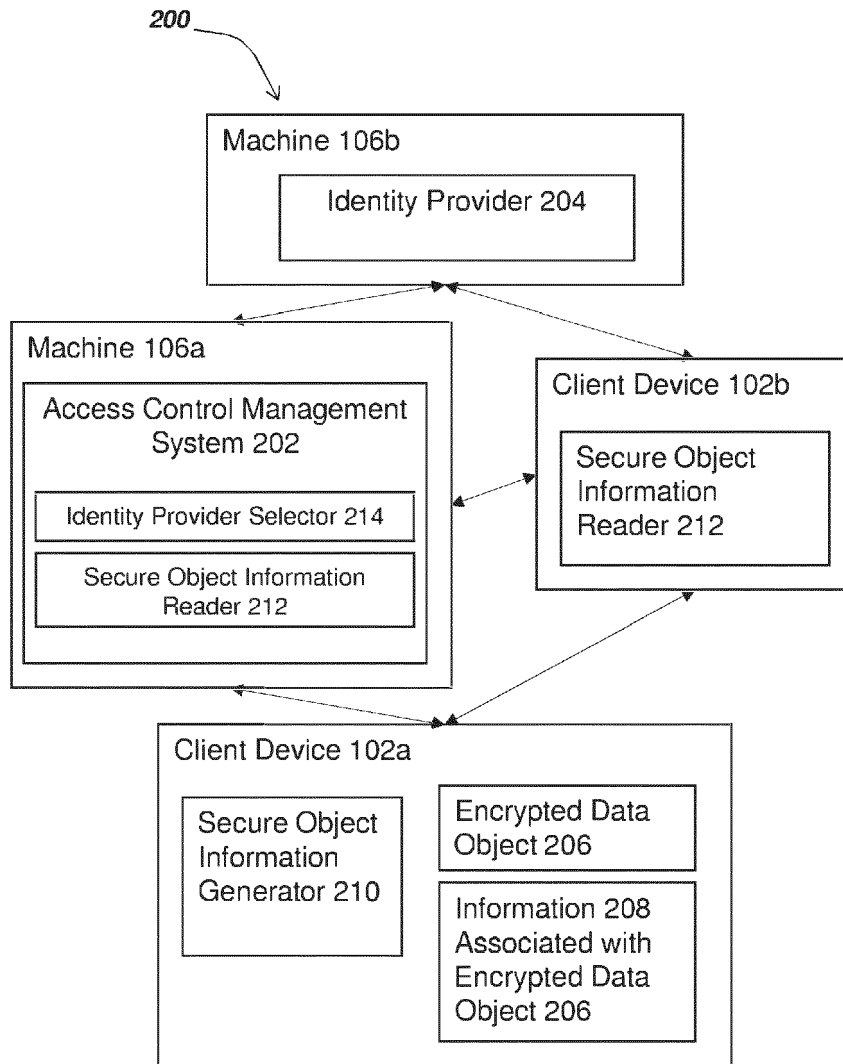 200
Machine 106b
Identity Provider 204
Machine 106a
Access Control Management
System 202
Identity Provider Selector 214
Secure Object Information
Reader 212
Client Device 102b
Secure Object
Information
Reader 212
Client Device 102a
Secure Object
Information
Generator 210
Encrypted Data
Object 206
Information 208
Associated with
Encrypted Data
Object 206